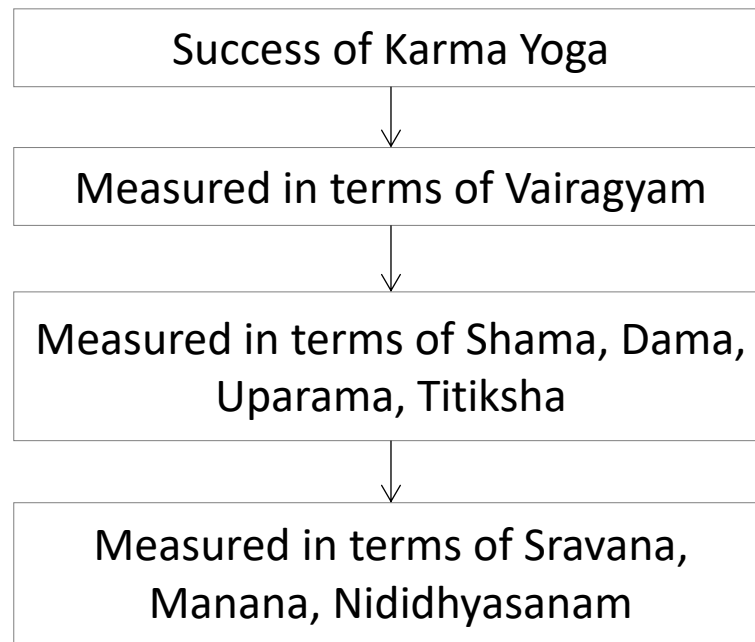 Success of Karma Yoga
Measured in terms of Vairagyam
Measured in terms of Shama, Dama,
Uparama, Titiksha
Measured in terms of Sravana,
Manana, Nididhyasanam